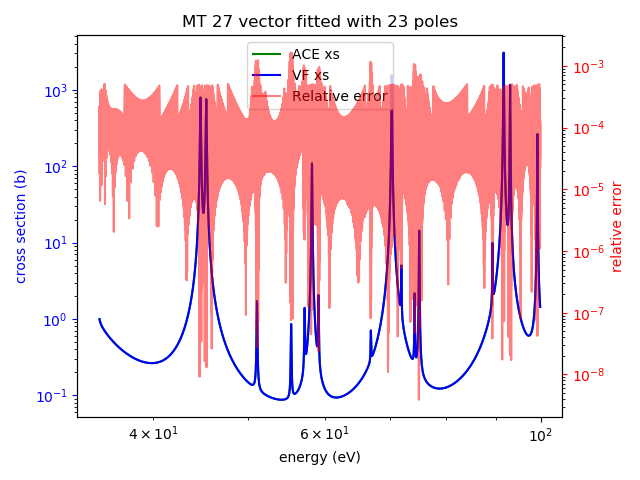 MT 27 vector fitted with 23 poles
ACE xs
VF xs
Relative error
cross section (b)
10³
10²
10¹
10⁰
10⁻¹
relative error
10⁻³
10⁻⁴
10⁻⁵
10⁻⁶
10⁻⁷
10⁻⁸
4 × 10¹
6 × 10¹
10²
energy (eV)